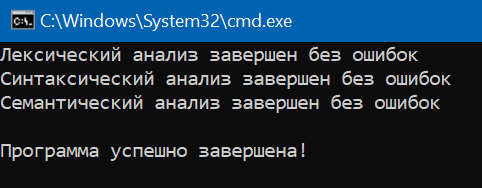 C:\Windows\System32\cmd.exe
Лексический анализ завершен без ошибок
Синтаксический анализ завершен без ошибок
Семантический анализ завершен без ошибок
Программа успешно завершена!